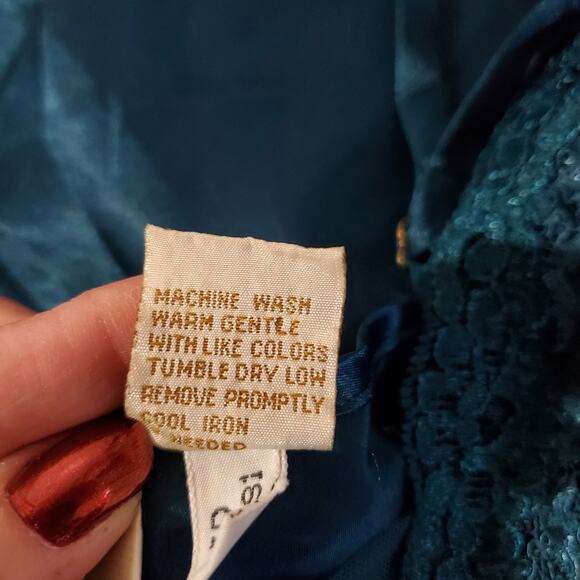 MACHINE WASH
WARM GENTLE
WITH LIKE COLORS
TUMBLE DRY LOW
REMOVE PROMPTLY
COOL IRON
NEEDED